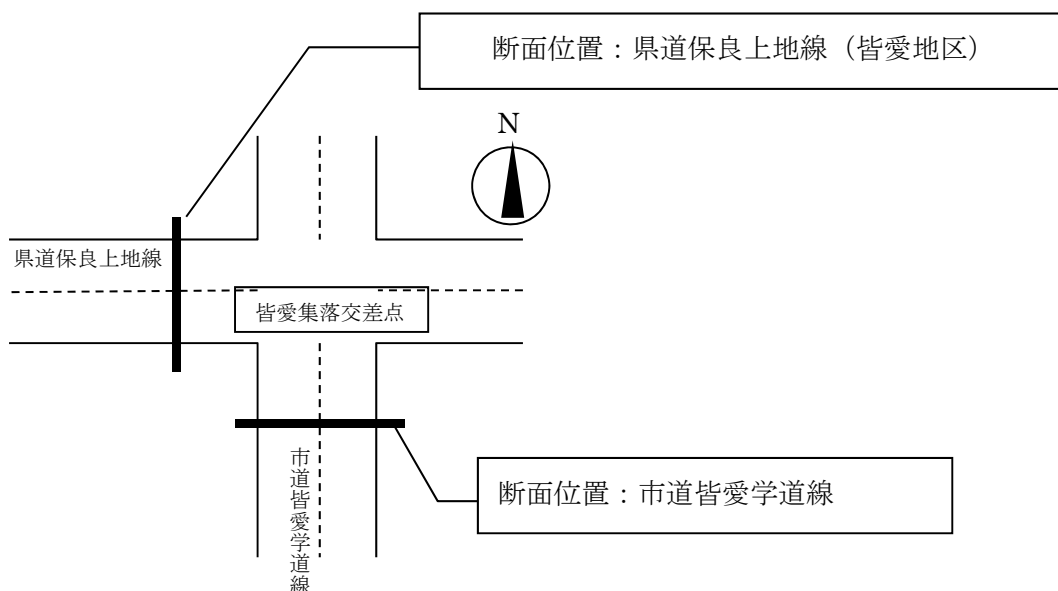 断面位置：県道保良上地線（皆愛地区）
N
県道保良上地線
皆愛集落交差点
断面位置：市道皆愛学道線
市道皆愛学道線